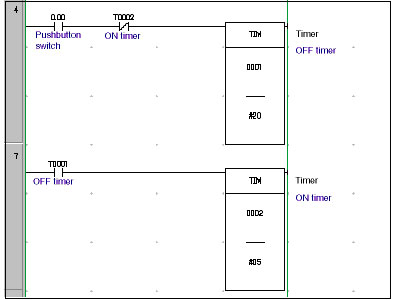 4
0.00 T0002
Pushbutton switch
ON timer
TIM Timer
OFF timer
0001
#20
7
T0001
OFF timer
TIM Timer
ON timer
0002
#05